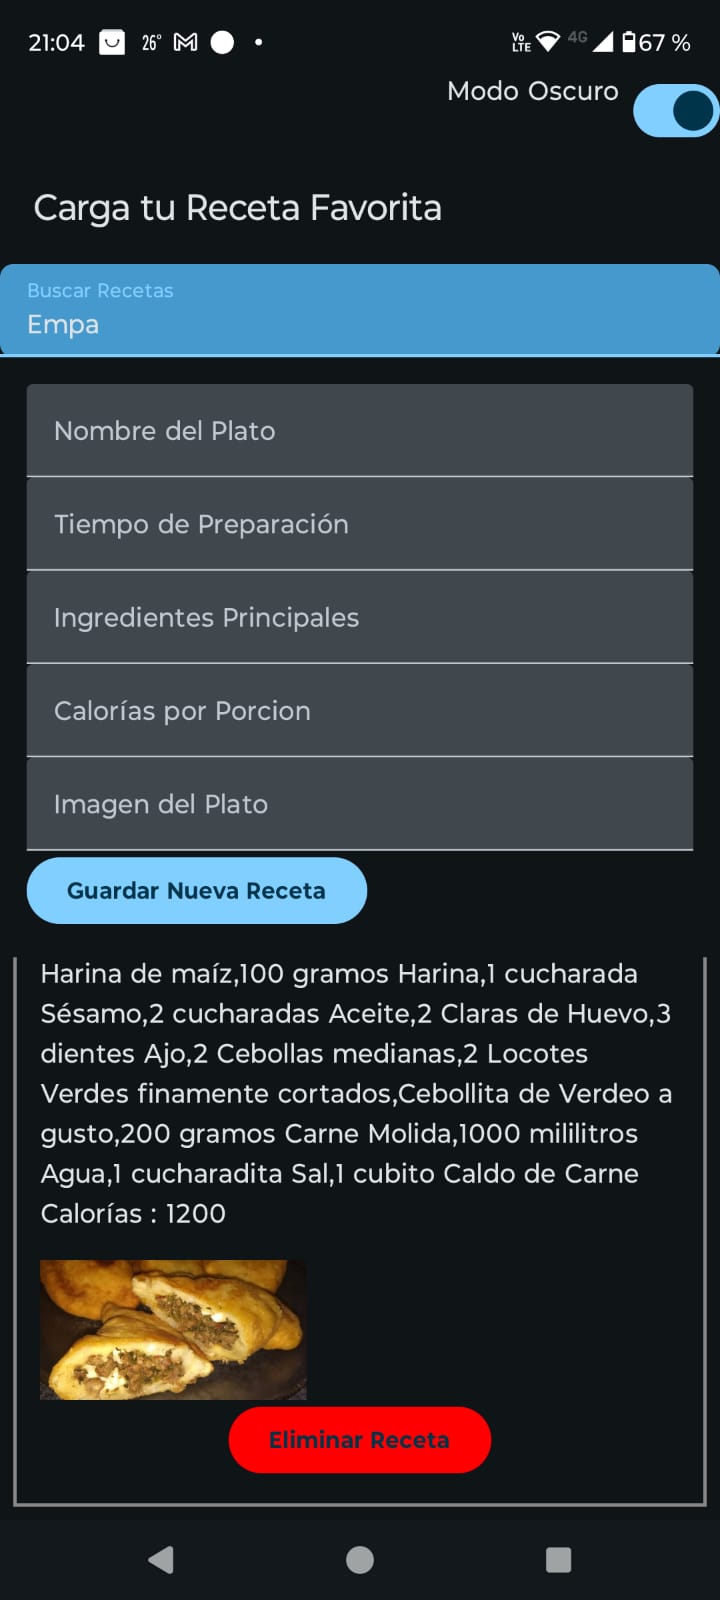 21:04 26° Vo LTE 4G 67 %
Modo Oscuro
Carga tu Receta Favorita
Buscar Recetas
Empa
Nombre del Plato
Tiempo de Preparación
Ingredientes Principales
Calorías por Porcion
Imagen del Plato
Guardar Nueva Receta
Harina de maíz,100 gramos Harina,1 cucharada
Sésamo,2 cucharadas Aceite,2 Claras de Huevo,3
dientes Ajo,2 Cebollas medianas,2 Locotes
Verdes finamente cortados,Cebollita de Verdeo a
gusto,200 gramos Carne Molida,1000 mililitros
Agua,1 cucharadita Sal,1 cubito Caldo de Carne
Calorías : 1200
Eliminar Receta